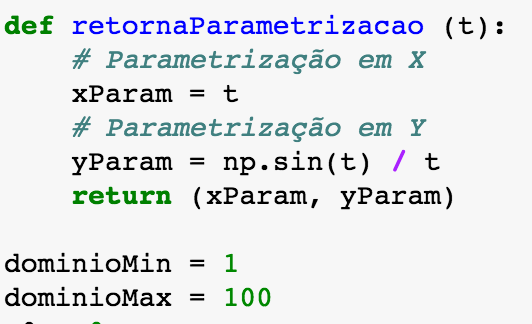 def retornaParametrizacao (t):
# Parametrização em X
xParam = t
# Parametrização em Y
yParam = np.sin(t) / t
return (xParam, yParam)
dominioMin = 1
dominioMax = 100